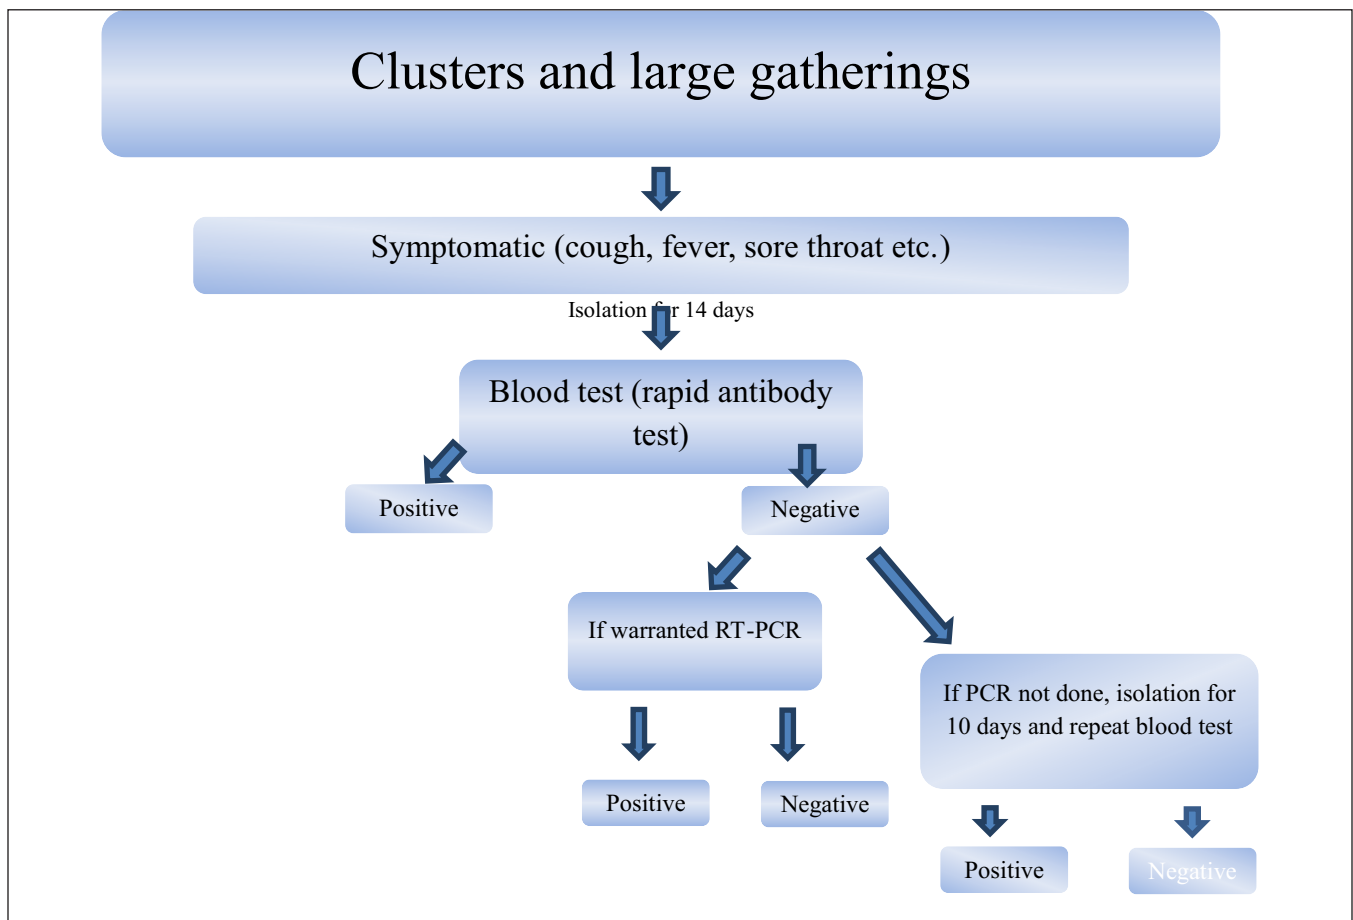 Clusters and large gatherings
Symptomatic (cough, fever, sore throat etc.)
Isolation for 14 days
Blood test (rapid antibody
test)
Positive
Negative
If warranted RT-PCR
If PCR not done, isolation for
10 days and repeat blood test
Positive
Negative
Positive
Negative